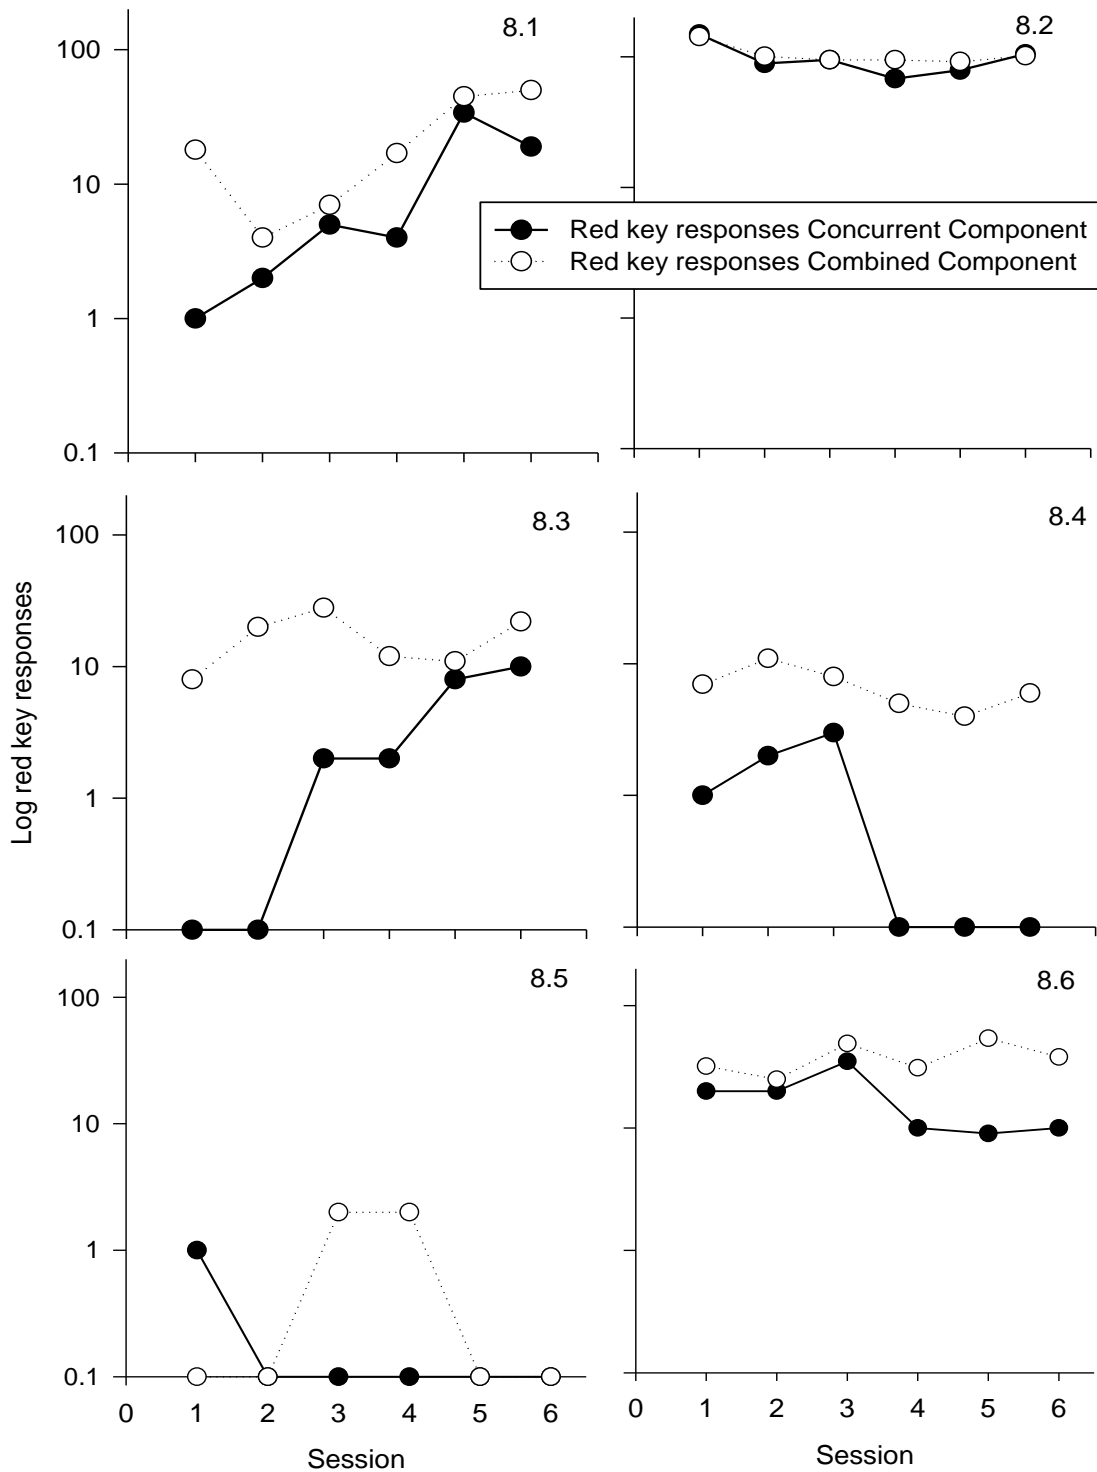 8.1
8.2
100
10
1
0.1
Red key responses Concurrent Component
Red key responses Combined Component
8.3
8.4
100
10
1
0.1
Log red key responses
8.5
8.6
100
10
1
0.1
0 1 2 3 4 5 6
0 1 2 3 4 5 6
Session
Session